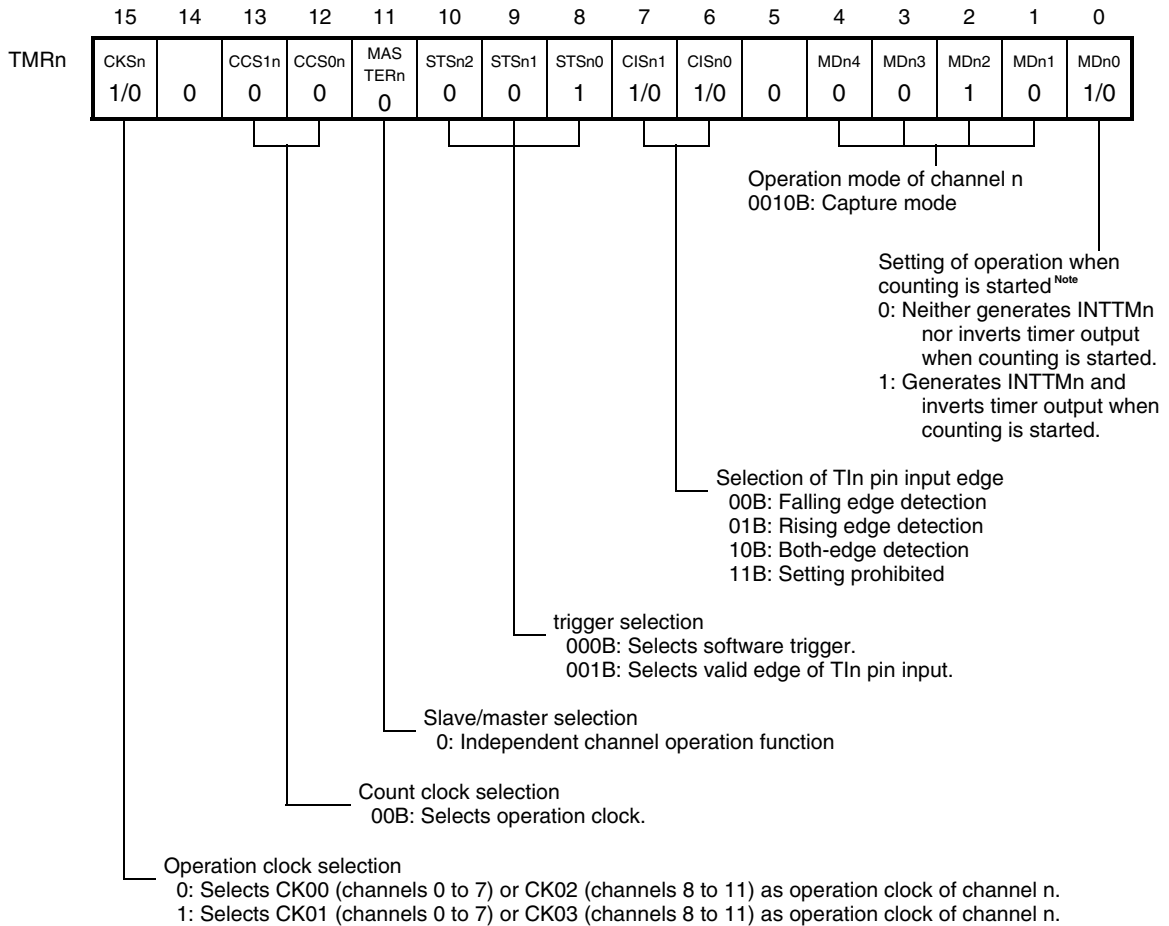 15 14 13 12 11 10 9 8 7 6 5 4 3 2 1 0
TMRn
CKSn CCS1n CCS0n MAS TERn STSn2 STSn1 STSn0 CISn1 CISn0 MDn4 MDn3 MDn2 MDn1 MDn0
1/0 0 0 0 0 0 0 1 1/0 1/0 0 0 0 1 0 1/0
Operation mode of channel n
0010B: Capture mode
Setting of operation when
counting is started Note
0: Neither generates INTTMn
nor inverts timer output
when counting is started.
1: Generates INTTMn and
inverts timer output when
counting is started.
Selection of TIn pin input edge
00B: Falling edge detection
01B: Rising edge detection
10B: Both-edge detection
11B: Setting prohibited
trigger selection
000B: Selects software trigger.
001B: Selects valid edge of TIn pin input.
Slave/master selection
0: Independent channel operation function
Count clock selection
00B: Selects operation clock.
Operation clock selection
0: Selects CK00 (channels 0 to 7) or CK02 (channels 8 to 11) as operation clock of channel n.
1: Selects CK01 (channels 0 to 7) or CK03 (channels 8 to 11) as operation clock of channel n.